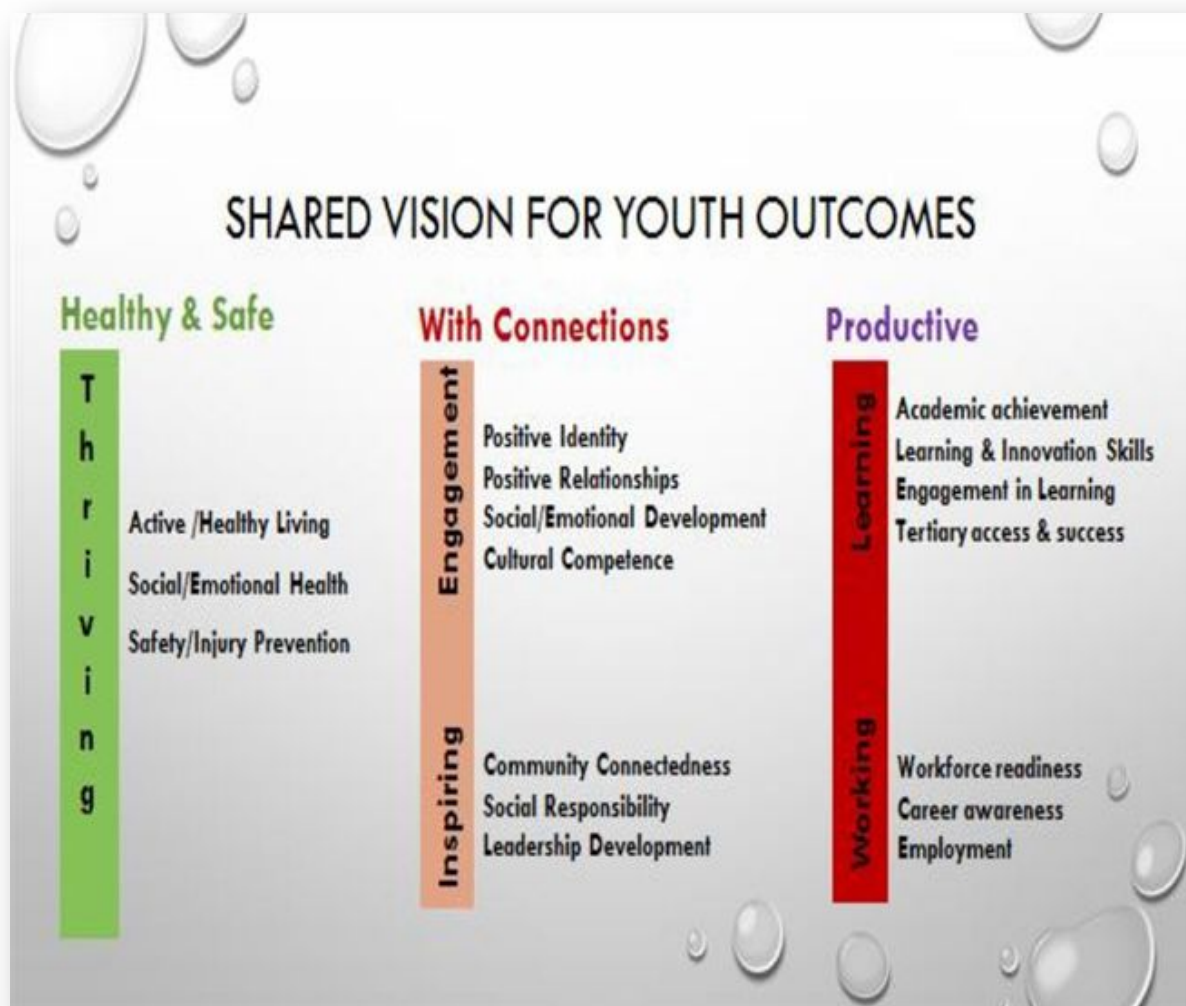 SHARED VISION FOR YOUTH OUTCOMES
Healthy & Safe
Thriving
Active /Healthy Living
Social/Emotional Health
Safety/Injury Prevention
With Connections
Engagement
Positive Identity
Positive Relationships
Social/Emotional Development
Cultural Competence
Inspiring
Community Connectedness
Social Responsibility
Leadership Development
Productive
Learning
Academic achievement
Learning & Innovation Skills
Engagement in Learning
Tertiary access & success
Working
Workforce readiness
Career awareness
Employment